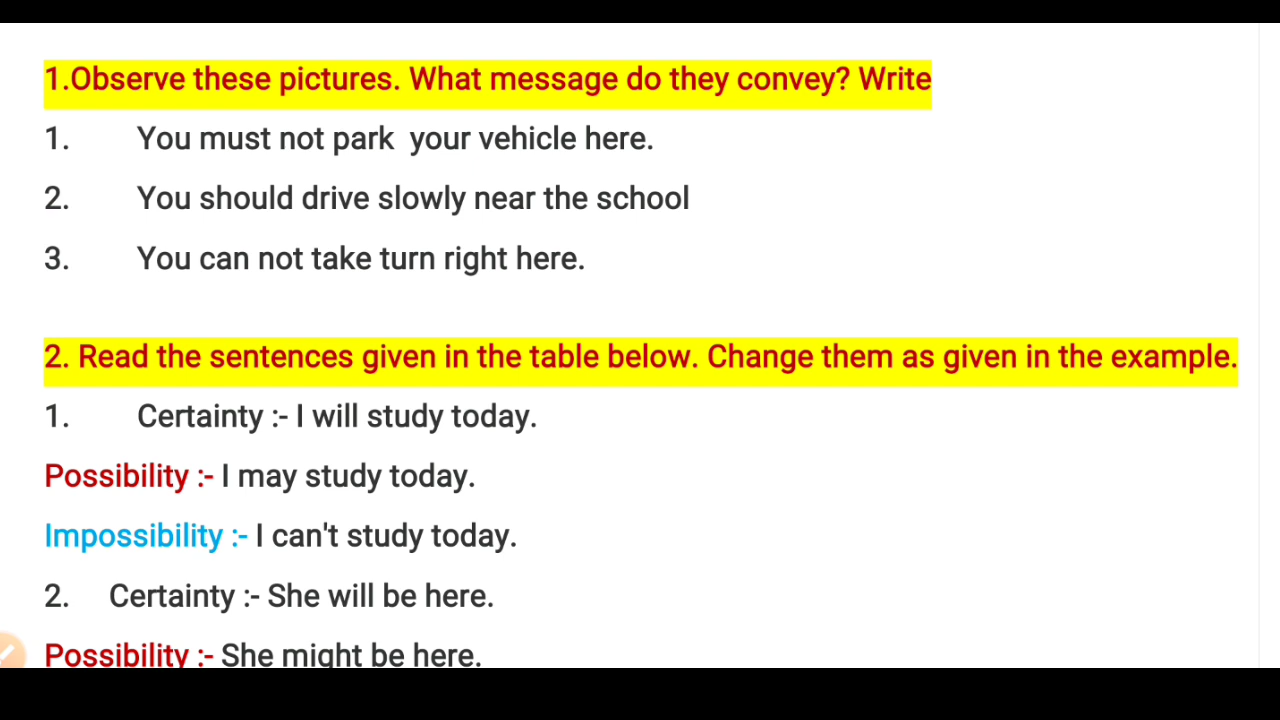 1.Observe these pictures. What message do they convey? Write
1. You must not park your vehicle here.
2. You should drive slowly near the school
3. You can not take turn right here.
2. Read the sentences given in the table below. Change them as given in the example.
1. Certainty :- I will study today.
Possibility :- I may study today.
Impossibility :- I can't study today.
2. Certainty :- She will be here.
Possibility :- She might be here.